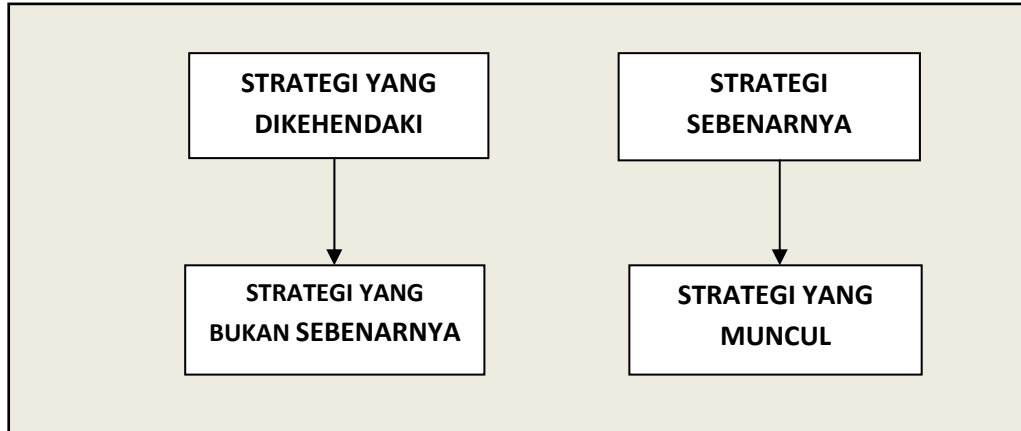 STRATEGI YANG
DIKEHENDAKI
STRATEGI
SEBENARNYA
STRATEGI YANG
BUKAN SEBENARNYA
STRATEGI YANG
MUNCUL